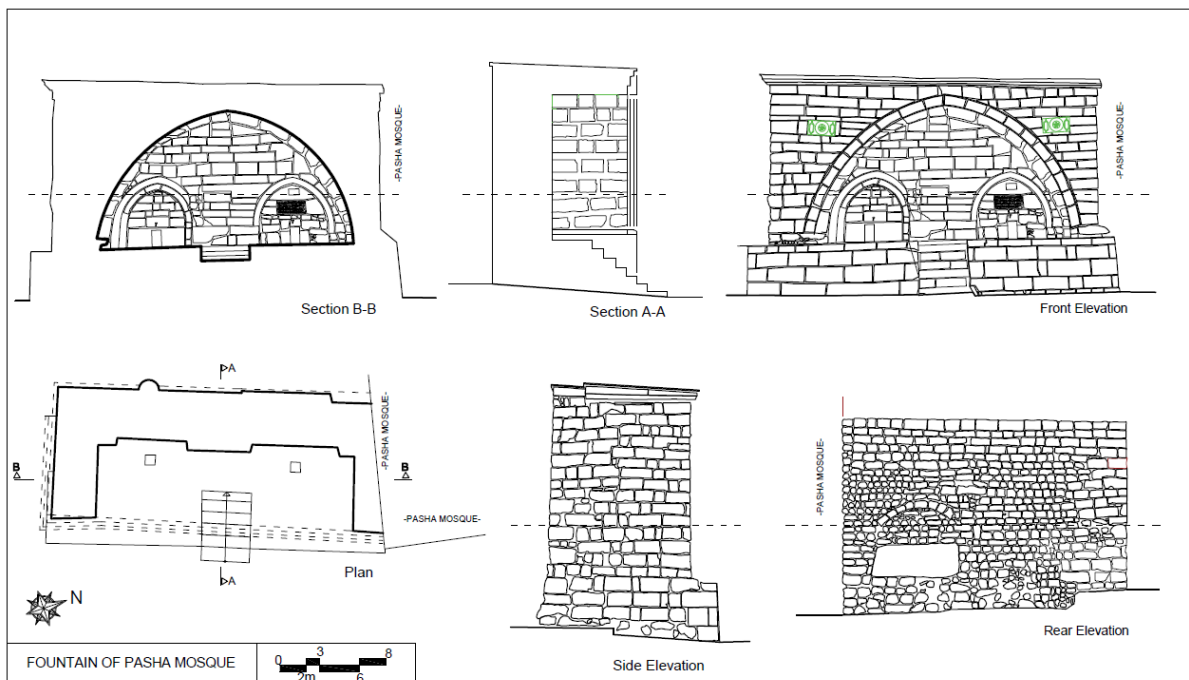 -PASHA MOSQUE-
Section B-B
Section A-A
-PASHA MOSQUE-
Front Elevation
A
-PASHA MOSQUE-
B
B
-PASHA MOSQUE-
A
Plan
N
Side Elevation
-PASHA MOSQUE-
Rear Elevation
FOUNTAIN OF PASHA MOSQUE
0 3 8
2m 6